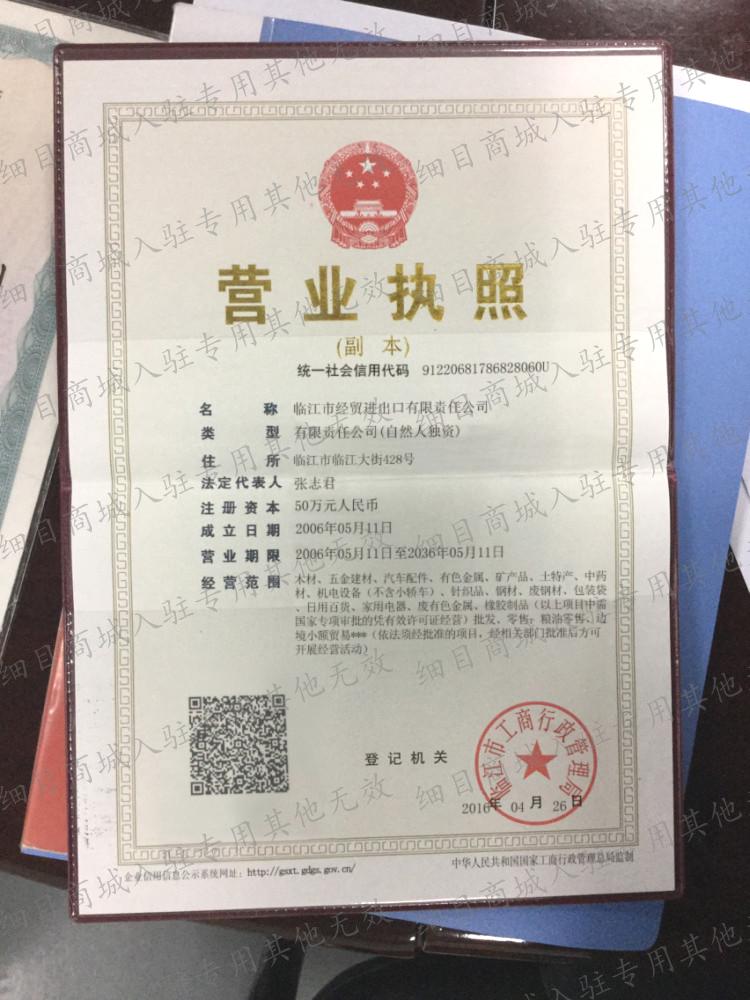 营业执照
(副 本)
统一社会信用代码 91220681786828060U
名 称 临江市经贸进出口有限责任公司
类 型 有限责任公司(自然人独资)
住 所 临江市临江大街428号
法定代表人 张志君
注册资本 50万元人民币
成立日期 2006年05月11日
营业期限 2006年05月11日至2036年05月11日
经营范围 木材、五金建材、汽车配件、有色金属、矿产品、土特产、中药
材、机电设备（不含小轿车）、针织品、钢材、废钢材、包装袋
、日用百货、家用电器、废有色金属、橡胶制品（以上项目中需
国家专项审批的凭有效许可证经营）批发、零售；粮油零售、边
境小额贸易***（依法须经批准的项目，经相关部门批准后方可
开展经营活动）
登记机关
临江市工商行政管理局
2016年 04 月 26 日
企业信用信息公示系统网址: http://gsxt.gdgs.gov.cn/
中华人民共和国国家工商行政管理总局监制
细目商城入驻专用其他无效